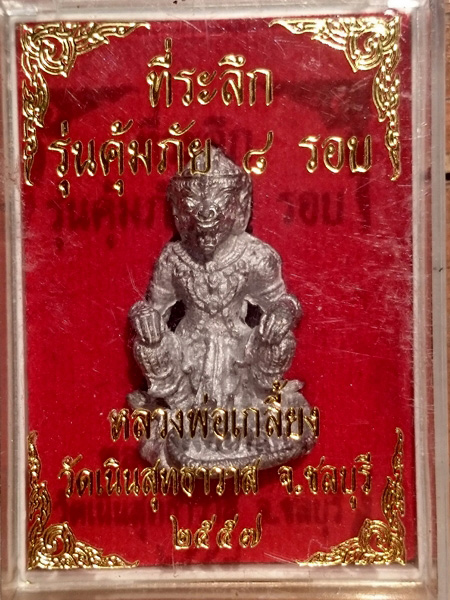 ที่ระลึก
รุ่นคุ้มภัย ๘ รอบ
หลวงพ่อเกลี้ยง
วัดเนินสุทธาวาส จ.ชลบุรี
๒๕๕๗